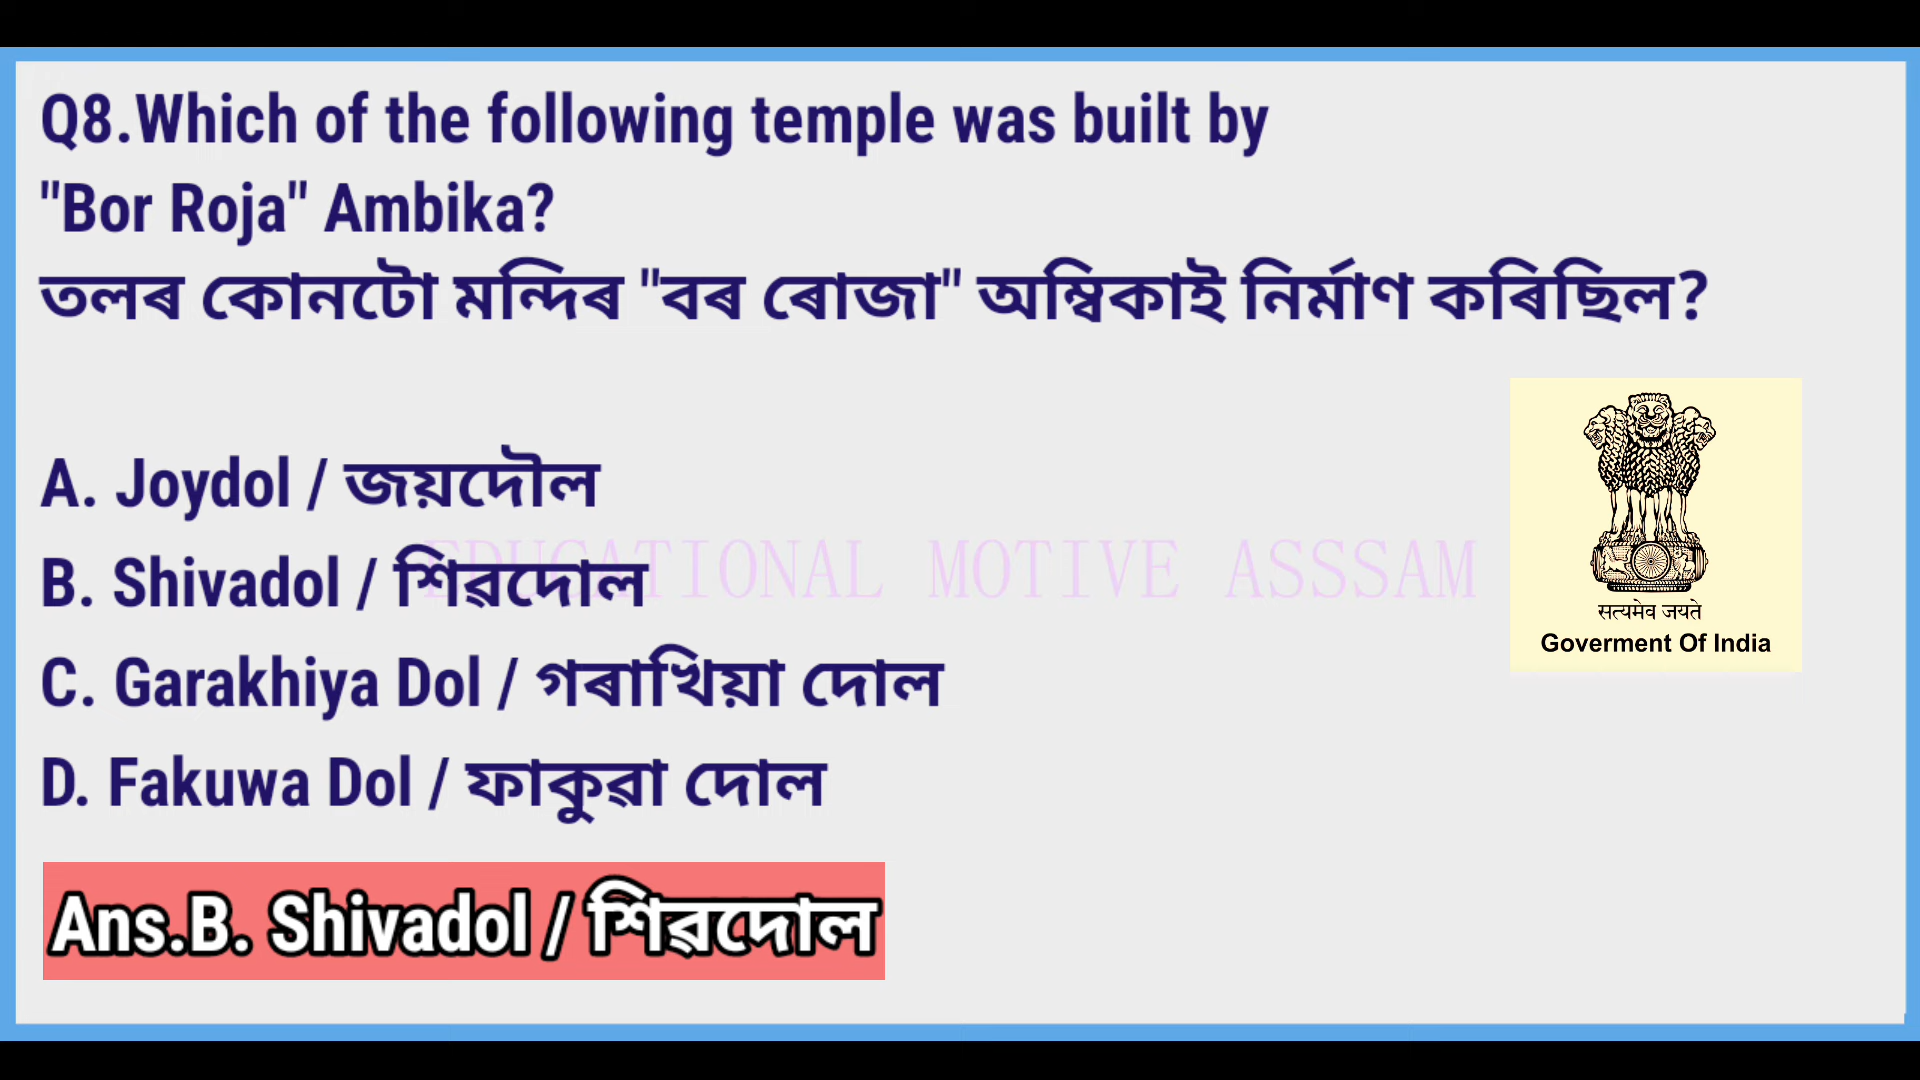 Q8.Which of the following temple was built by
"Bor Roja" Ambika?
তলৰ কোনটো মন্দিৰ "বৰ ৰোজা" অম্বিকাই নিৰ্মাণ কৰিছিল?
A. Joydol / জয়দৌল
B. Shivadol / শিৱদোল
EDUCATIONAL MOTIVE ASSSAM
C. Garakhiya Dol / গৰাখিয়া দোল
D. Fakuwa Dol / ফাকুৱা দোল
सत्यमेव जयते
Goverment Of India
Ans.B. Shivadol / শিৱদোল